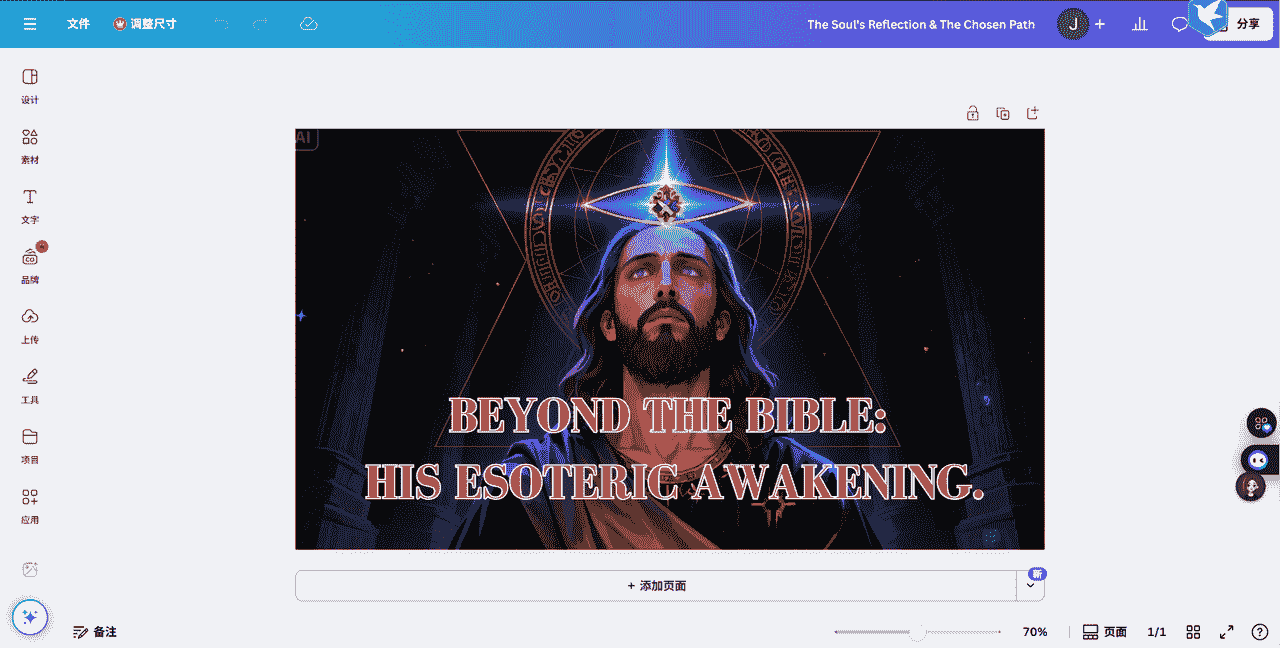 文件
调整尺寸
The Soul's Reflection & The Chosen Path
J
分享
设计
素材
文字
品牌
上传
工具
项目
应用
AI
BEYOND THE BIBLE:
HIS ESOTERIC AWAKENING.
+ 添加页面
新
备注
70%
页面
1/1